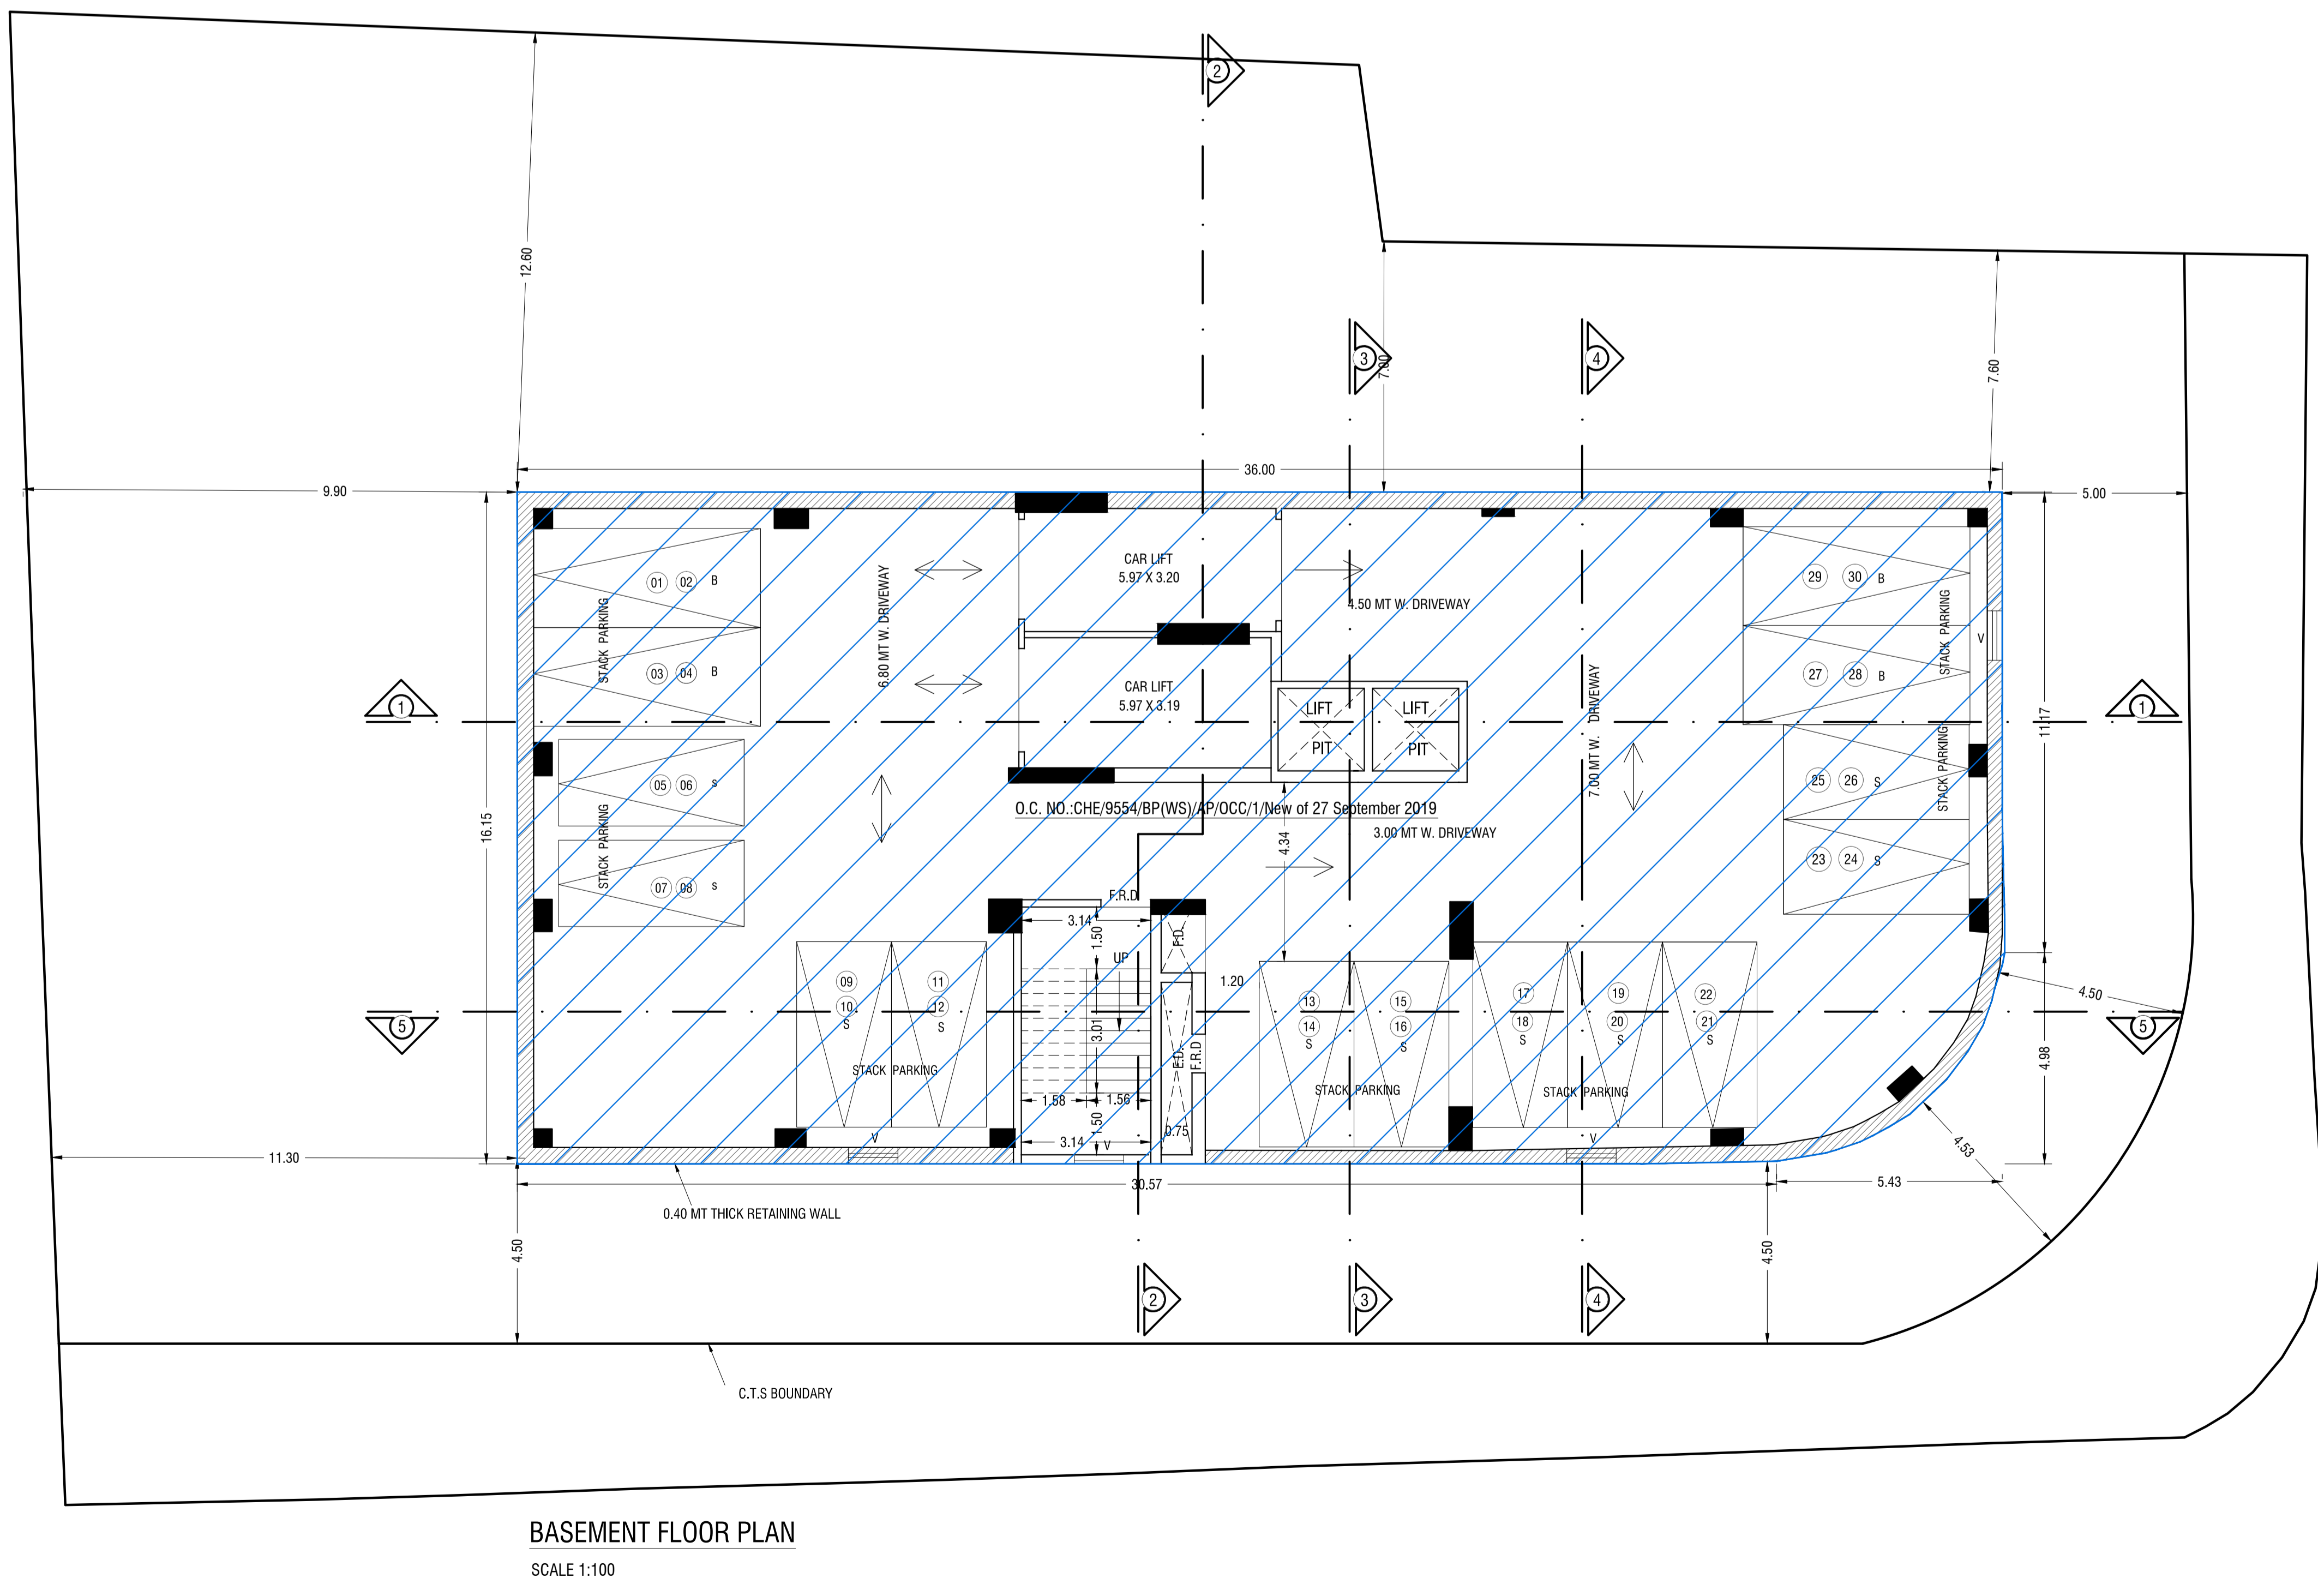 2
12.60
3
7.00
4
7.60
36.00
9.90
5.00
CAR LIFT
5.97 X 3.20
01 02 B
STACK PARKING
6.80 MT W. DRIVEWAY
4.50 MT W. DRIVEWAY
29 30 B
STACK PARKING
V
03 04 B
CAR LIFT
5.97 X 3.19
27 28 B
7.00 MT W. DRIVEWAY
1
LIFT
PIT
LIFT
PIT
1
11.17
05 06 S
STACK PARKING
25 26 S
STACK PARKING
O.C. NO.:CHE/9554/BP(WS)/AP/OCC/1/New of 27 September 2019
16.15
4.34
3.00 MT W. DRIVEWAY
07 08 S
23 24 S
F.R.D
3.14
1.50
F.D.
UP
1.20
09
10
S
11
12
S
STACK PARKING
13
14
S
15
16
S
STACK PARKING
17
18
S
19
20
S
22
21
S
STACK PARKING
4.50
5
5
3.01
E.D.
F.R.D
4.98
1.58
1.56
1.50
3.14
0.75
V
V
V
4.53
11.30
30.57
5.43
0.40 MT THICK RETAINING WALL
4.50
4.50
2
3
4
C.T.S BOUNDARY
BASEMENT FLOOR PLAN
SCALE 1:100